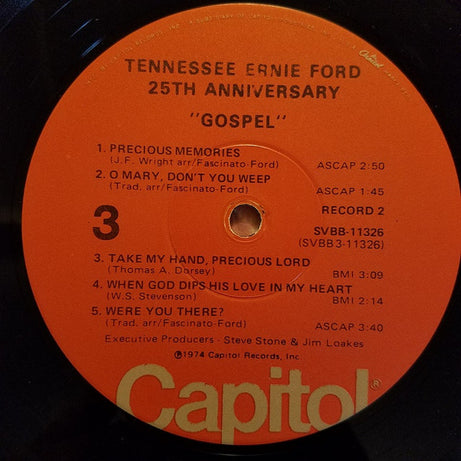 TENNESSEE ERNIE FORD
25TH ANNIVERSARY
"GOSPEL"
1. PRECIOUS MEMORIES
(J.F. Wright arr/Fascinato-Ford) ASCAP 2:50
2. O MARY, DON'T YOU WEEP
(Trad. arr/Fascinato-Ford) ASCAP 1:45
3 RECORD 2
SVBB-11326
(SVBB 3-11326)
3. TAKE MY HAND, PRECIOUS LORD
(Thomas A. Dorsey) BMI 3:09
4. WHEN GOD DIPS HIS LOVE IN MY HEART
(W.S. Stevenson) BMI 2:14
5. WERE YOU THERE?
(Trad. arr/Fascinato-Ford) ASCAP 3:40
Executive Producers - Steve Stone & Jim Loakes
℗1974 Capitol Records, Inc.
Capitol®